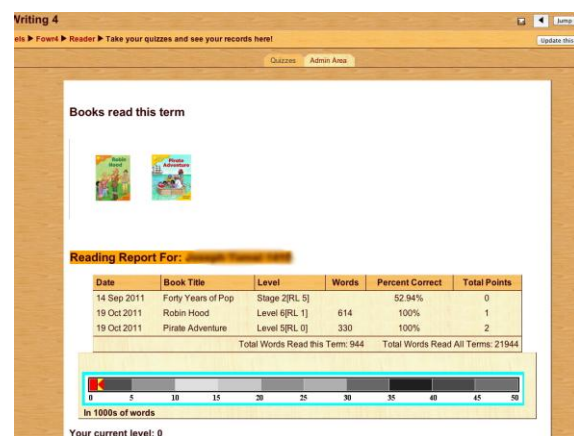 Writing 4
Jump
els ▶ Fowr4 ▶ Reader ▶ Take your quizzes and see your records here!
Update this
Quizzes Admin Area
Books read this term
Robin Hood
Pirate Adventure
Reading Report For:
Date Book Title Level Words Percent Correct Total Points
14 Sep 2011 Forty Years of Pop Stage 2[RL 5] 52.94% 0
19 Oct 2011 Robin Hood Level 6[RL 1] 614 100% 1
19 Oct 2011 Pirate Adventure Level 5[RL 0] 330 100% 2
Total Words Read this Term: 944 Total Words Read All Terms: 21944
0 5 10 15 20 25 30 35 40 45 50
In 1000s of words
Your current level: 0